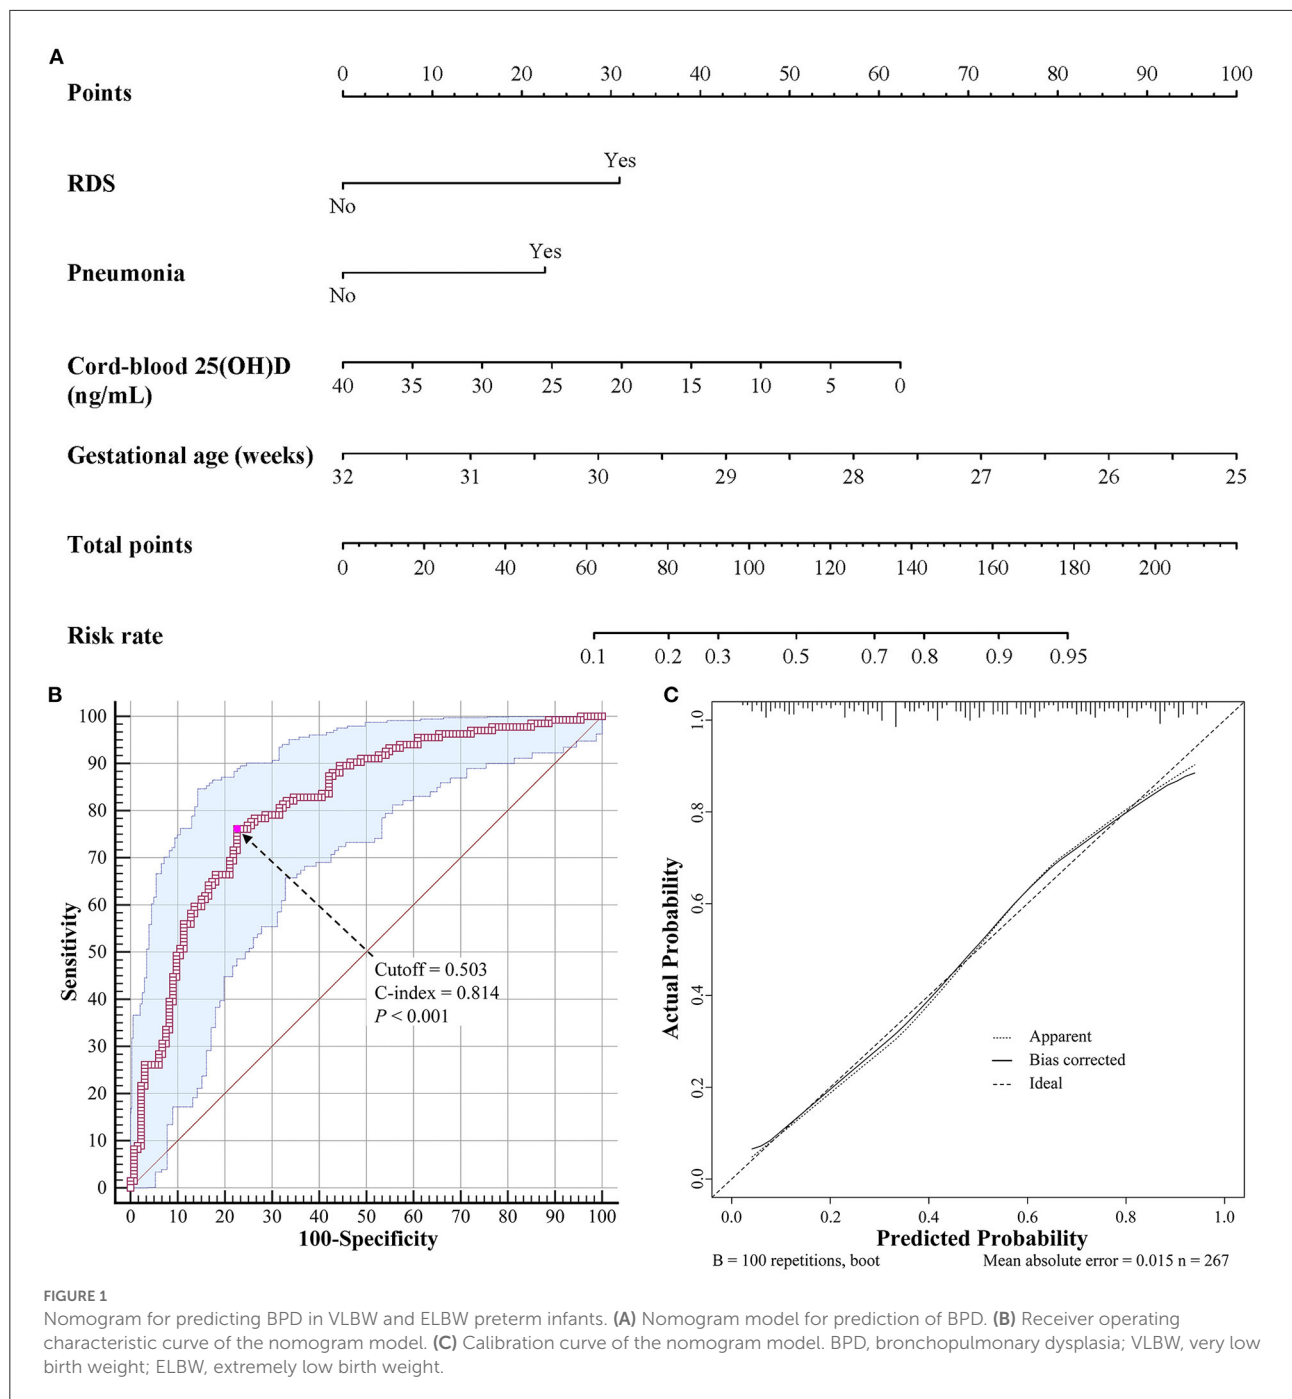 A
Points
0 10 20 30 40 50 60 70 80 90 100
RDS
Yes
No
Pneumonia
Yes
No
Cord-blood 25(OH)D
(ng/mL)
40 35 30 25 20 15 10 5 0
Gestational age (weeks)
32 31 30 29 28 27 26 25
Total points
0 20 40 60 80 100 120 140 160 180 200
Risk rate
0.1 0.2 0.3 0.5 0.7 0.8 0.9 0.95
B
Sensitivity
100
90
80
70
60
50
40
30
20
10
0
Cutoff = 0.503
C-index = 0.814
P < 0.001
0 10 20 30 40 50 60 70 80 90 100
100-Specificity
C
Actual Probability
1.0
0.8
0.6
0.4
0.2
0.0
Apparent
Bias corrected
Ideal
0.0 0.2 0.4 0.6 0.8 1.0
Predicted Probability
B = 100 repetitions, boot
Mean absolute error = 0.015 n = 267
FIGURE 1
Nomogram for predicting BPD in VLBW and ELBW preterm infants. (A) Nomogram model for prediction of BPD. (B) Receiver operating
characteristic curve of the nomogram model. (C) Calibration curve of the nomogram model. BPD, bronchopulmonary dysplasia; VLBW, very low
birth weight; ELBW, extremely low birth weight.